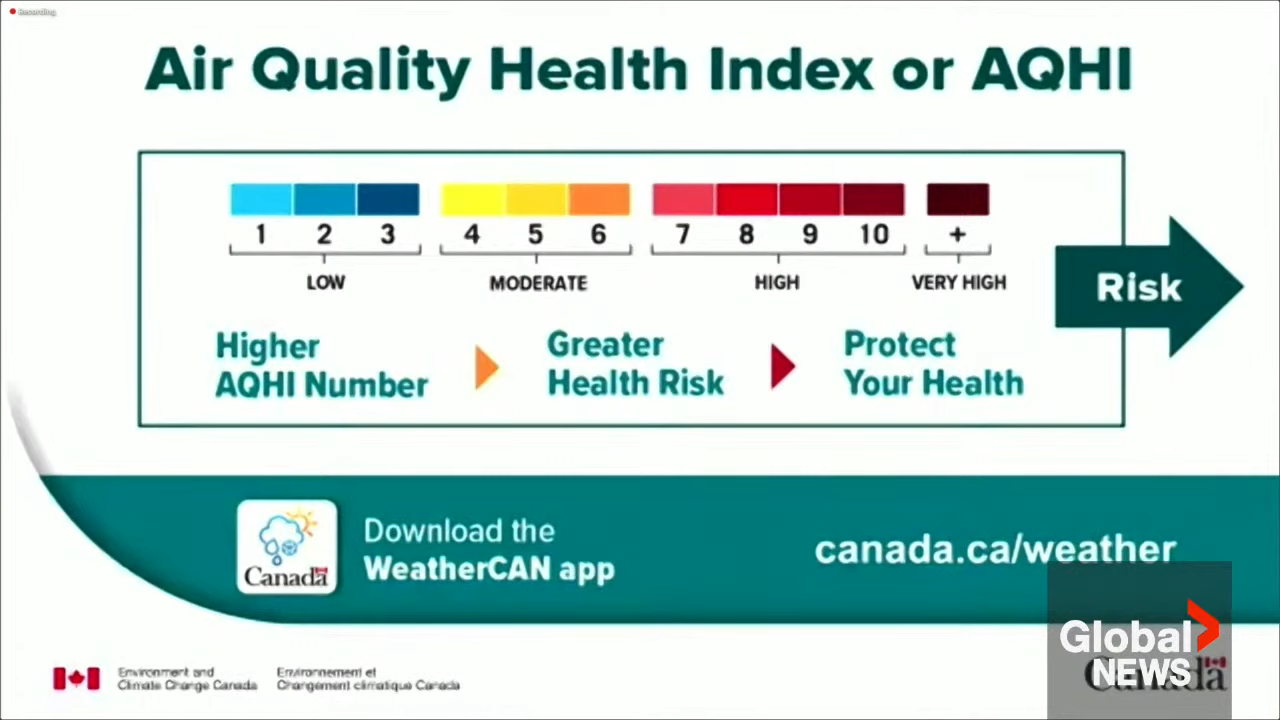 Recording
Air Quality Health Index or AQHI
1 2 3 4 5 6 7 8 9 10 +
LOW MODERATE HIGH VERY HIGH
Risk
Higher
AQHI Number
Greater
Health Risk
Protect
Your Health
Canada
Download the
WeatherCAN app
canada.ca/weather
Environment and
Climate Change Canada
Environnement et
Changement climatique Canada
Global
NEWS
Canada